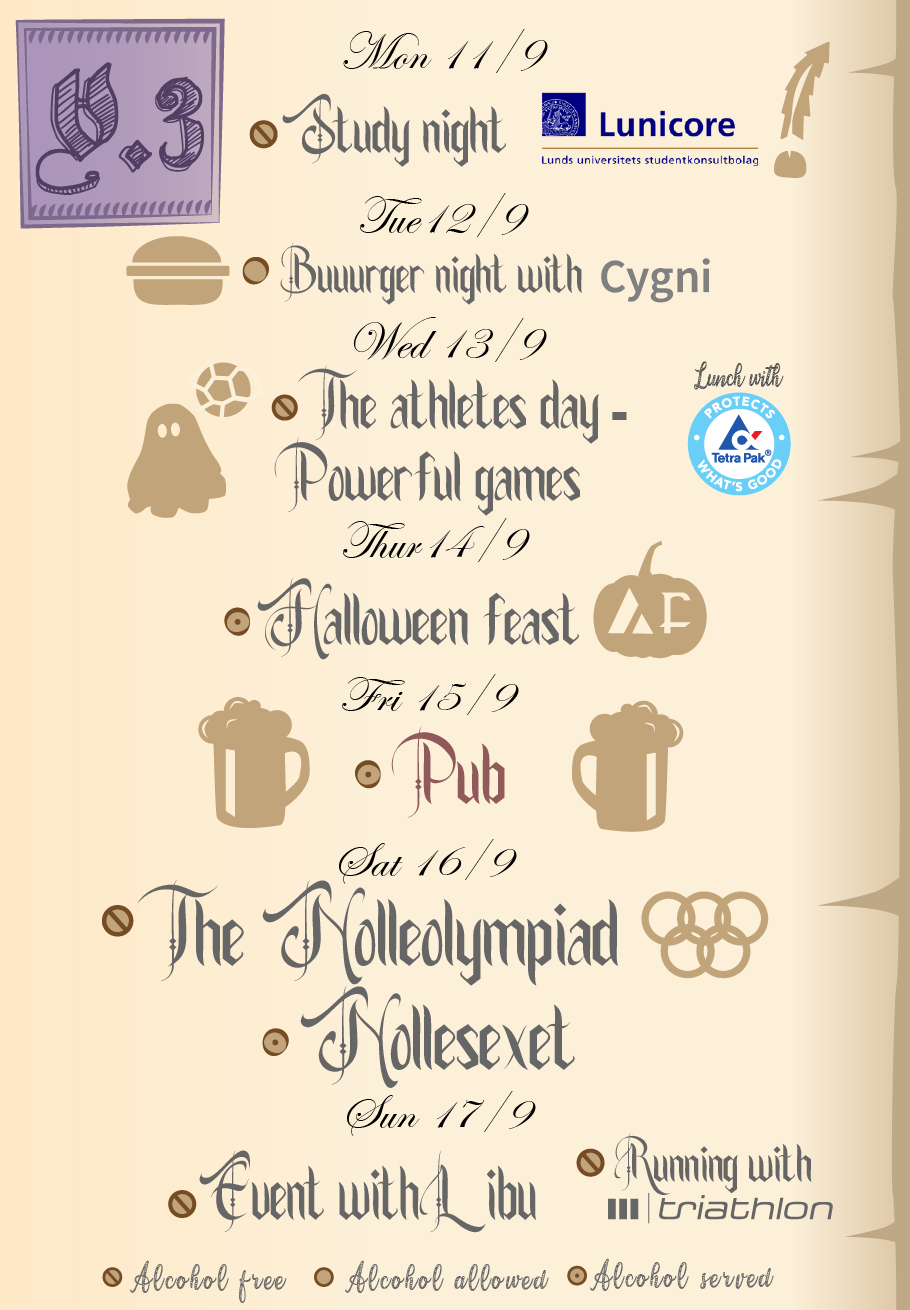 V.3
Mon 11/9
Study night
Lunicore
Lunds universitets studentkonsultbolag
Tue 12/9
Buuurger night with Cygni
Wed 13/9
The athletes day -
Powerful games
Lunch with
PROTECTS
Tetra Pak®
WHAT'S GOOD
Thur 14/9
Halloween feast
AF
Fri 15/9
Pub
Sat 16/9
The Nolleolympiad
Nollesexet
Sun 17/9
Event with Libu
Running with
triathlon
Alcohol free
Alcohol allowed
Alcohol served